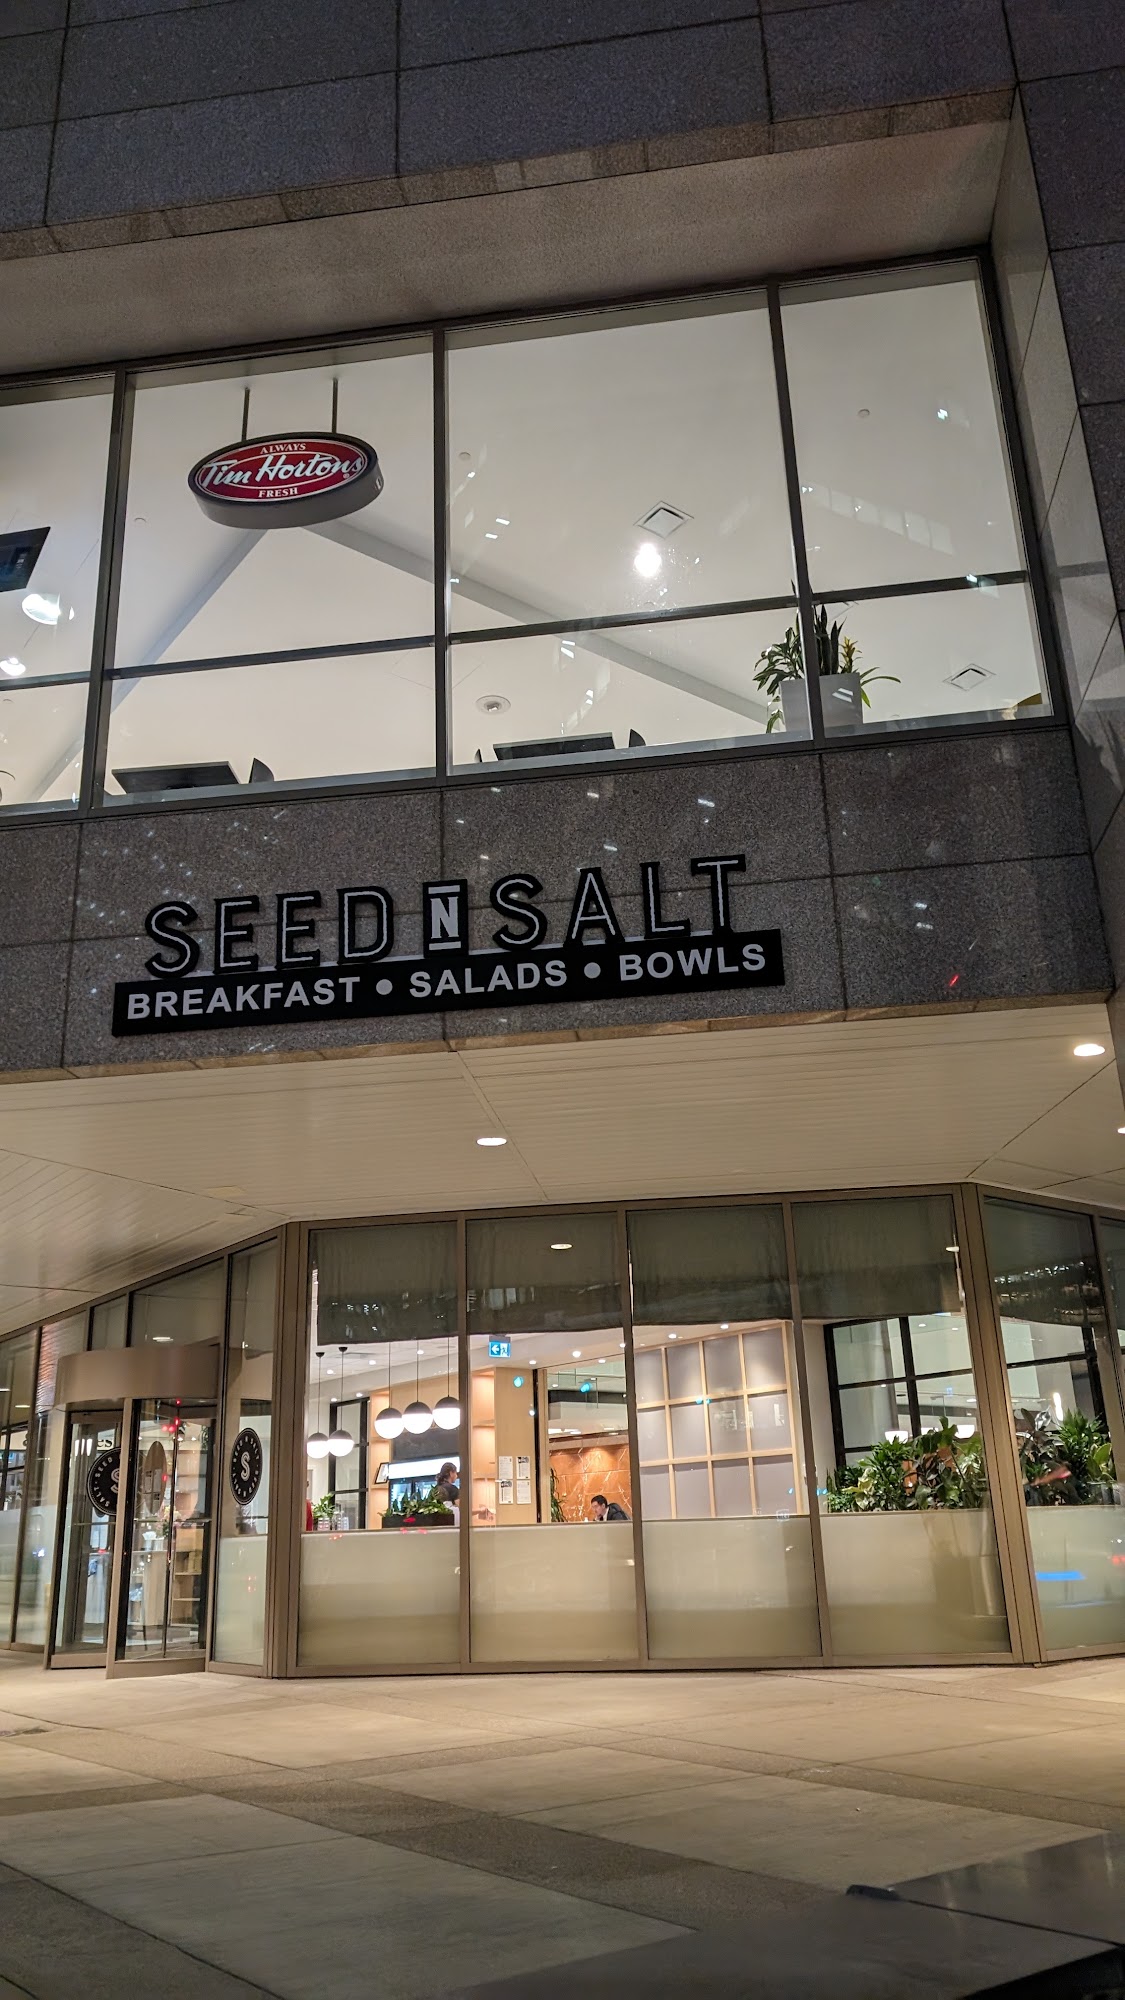 ALWAYS
Tim Hortons
FRESH
SEED N SALT
BREAKFAST • SALADS • BOWLS
S
S